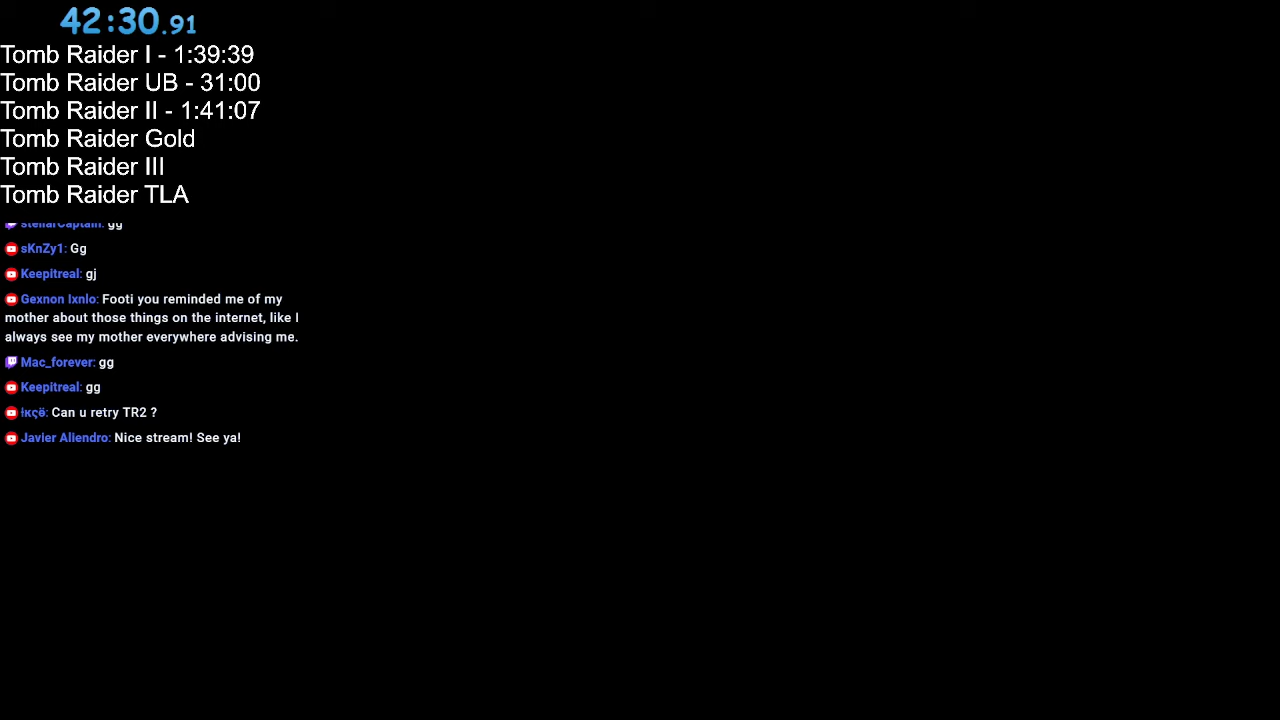 42:30.91
Tomb Raider I - 1:39:39
Tomb Raider UB - 31:00
Tomb Raider II - 1:41:07
Tomb Raider Gold
Tomb Raider III
Tomb Raider TLA
stellarCaptain: gg
sKnZy1: Gg
Keepitreal: gj
Gexnon Ixnlo: Footi you reminded me of my
mother about those things on the internet, like I
always see my mother everywhere advising me.
Mac_forever: gg
Keepitreal: gg
Can u retry TR2 ?
Javier Aliendro: Nice stream! See ya!